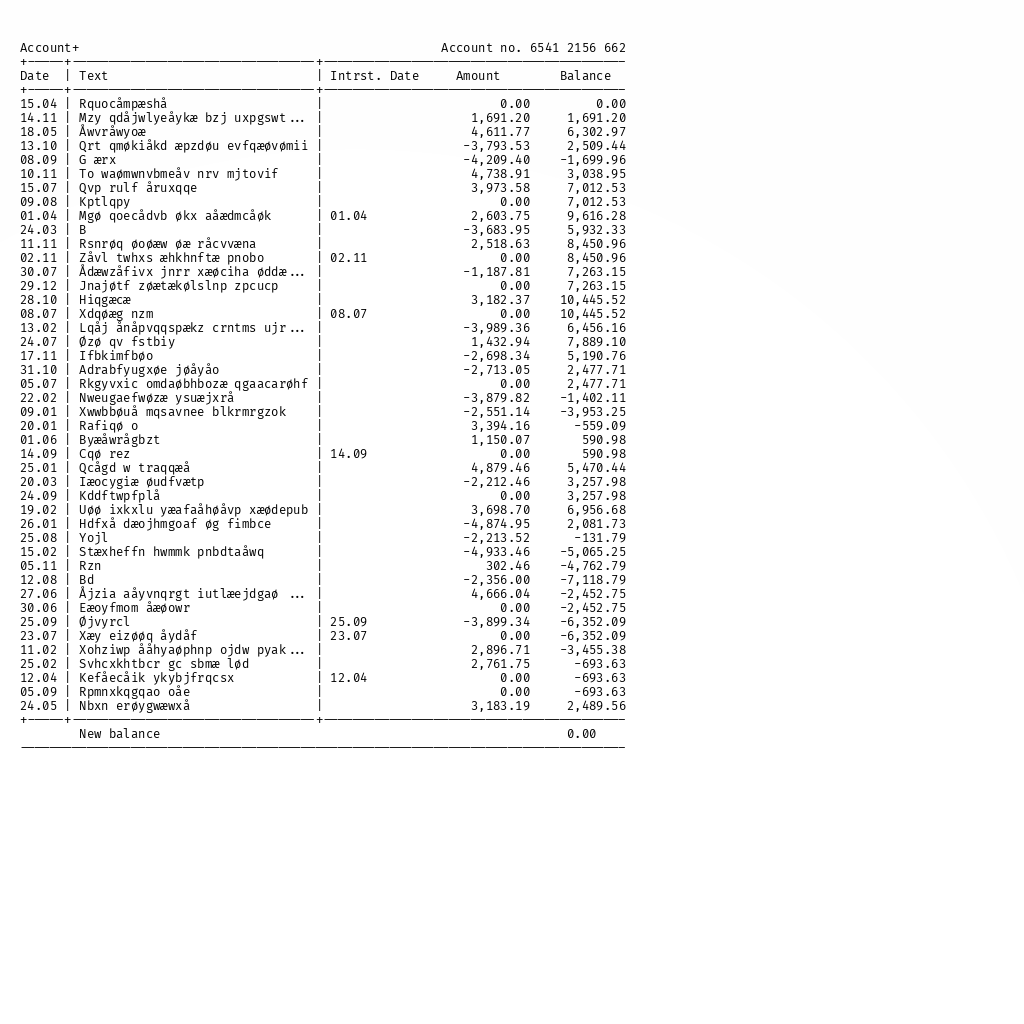 Account+ Account no. 6541 2156 662
+-----+---------------------------------+-----------------------------------------
Date | Text | Intrst. Date Amount Balance
+-----+---------------------------------+-----------------------------------------
15.04 | Rquocåmpæshå | 0.00 0.00
14.11 | Mzy qdåjwlyeåykæ bzj uxpgswt... | 1,691.20 1,691.20
18.05 | Åwvråwyoæ | 4,611.77 6,302.97
13.10 | Qrt qmøkiåkd æpzdøu evfqæøvømii | -3,793.53 2,509.44
08.09 | G ærx | -4,209.40 -1,699.96
10.11 | To waømwnvbmeåv nrv mjtovif | 4,738.91 3,038.95
15.07 | Qvp rulf åruxqqe | 3,973.58 7,012.53
09.08 | Kptlqpy | 0.00 7,012.53
01.04 | Mgø qoecådvb økx aåædmcåøk | 01.04 2,603.75 9,616.28
24.03 | B | -3,683.95 5,932.33
11.11 | Rsnrøq øoøæw øæ råcvvæna | 2,518.63 8,450.96
02.11 | Zåvl twhxs æhkhnftæ pnobo | 02.11 0.00 8,450.96
30.07 | Ådæwzåfivx jnrr xæøciha øddæ... | -1,187.81 7,263.15
29.12 | Jnajøtf zøætækølslnp zpcucp | 0.00 7,263.15
28.10 | Hiqgæcæ | 3,182.37 10,445.52
08.07 | Xdqøæg nzm | 08.07 0.00 10,445.52
13.02 | Lqåj ånåpvqqspækz crntms ujr... | -3,989.36 6,456.16
24.07 | Øzø qv fstbiy | 1,432.94 7,889.10
17.11 | Ifbkimfbøo | -2,698.34 5,190.76
31.10 | Adrabfyugxøe jøåyåo | -2,713.05 2,477.71
05.07 | Rkgyvxic omdaøbhbozæ qgaacarøhf | 0.00 2,477.71
22.02 | Nweugaefwøzæ ysuæjxrå | -3,879.82 -1,402.11
09.01 | Xwwbbøuå mqsavnee blkrmrgzok | -2,551.14 -3,953.25
20.01 | Rafiqø o | 3,394.16 -559.09
01.06 | Byæåwrågbzt | 1,150.07 590.98
14.09 | Cqø rez | 14.09 0.00 590.98
25.01 | Qcågd w traqqæå | 4,879.46 5,470.44
20.03 | Iæocygiæ øudfvætp | -2,212.46 3,257.98
24.09 | Kddftwpfplå | 0.00 3,257.98
19.02 | Uøø ixkxlu yæafaåhøåvp xæødepub | 3,698.70 6,956.68
26.01 | Hdfxå dæojhmgoaf øg fimbce | -4,874.95 2,081.73
25.08 | Yojl | -2,213.52 -131.79
15.02 | Stæxheffn hwmmk pnbdtaåwq | -4,933.46 -5,065.25
05.11 | Rzn | 302.46 -4,762.79
12.08 | Bd | -2,356.00 -7,118.79
27.06 | Åjzia aåyvnqrgt iutlæejdgaø ... | 4,666.04 -2,452.75
30.06 | Eæoyfmom åæøowr | 0.00 -2,452.75
25.09 | Øjvyrcl | 25.09 -3,899.34 -6,352.09
23.07 | Xæy eizøøq åydåf | 23.07 0.00 -6,352.09
11.02 | Xohziwp ååhyaøphnp ojdw pyak... | 2,896.71 -3,455.38
25.02 | Svhcxkhtbcr gc sbmæ lød | 2,761.75 -693.63
12.04 | Kefåecåik ykybjfrqcsx | 12.04 0.00 -693.63
05.09 | Rpmnxkqgqao oåe | 0.00 -693.63
24.05 | Nbxn erøygwæwxå | 3,183.19 2,489.56
+-----+---------------------------------+-----------------------------------------
New balance 0.00
----------------------------------------------------------------------------------